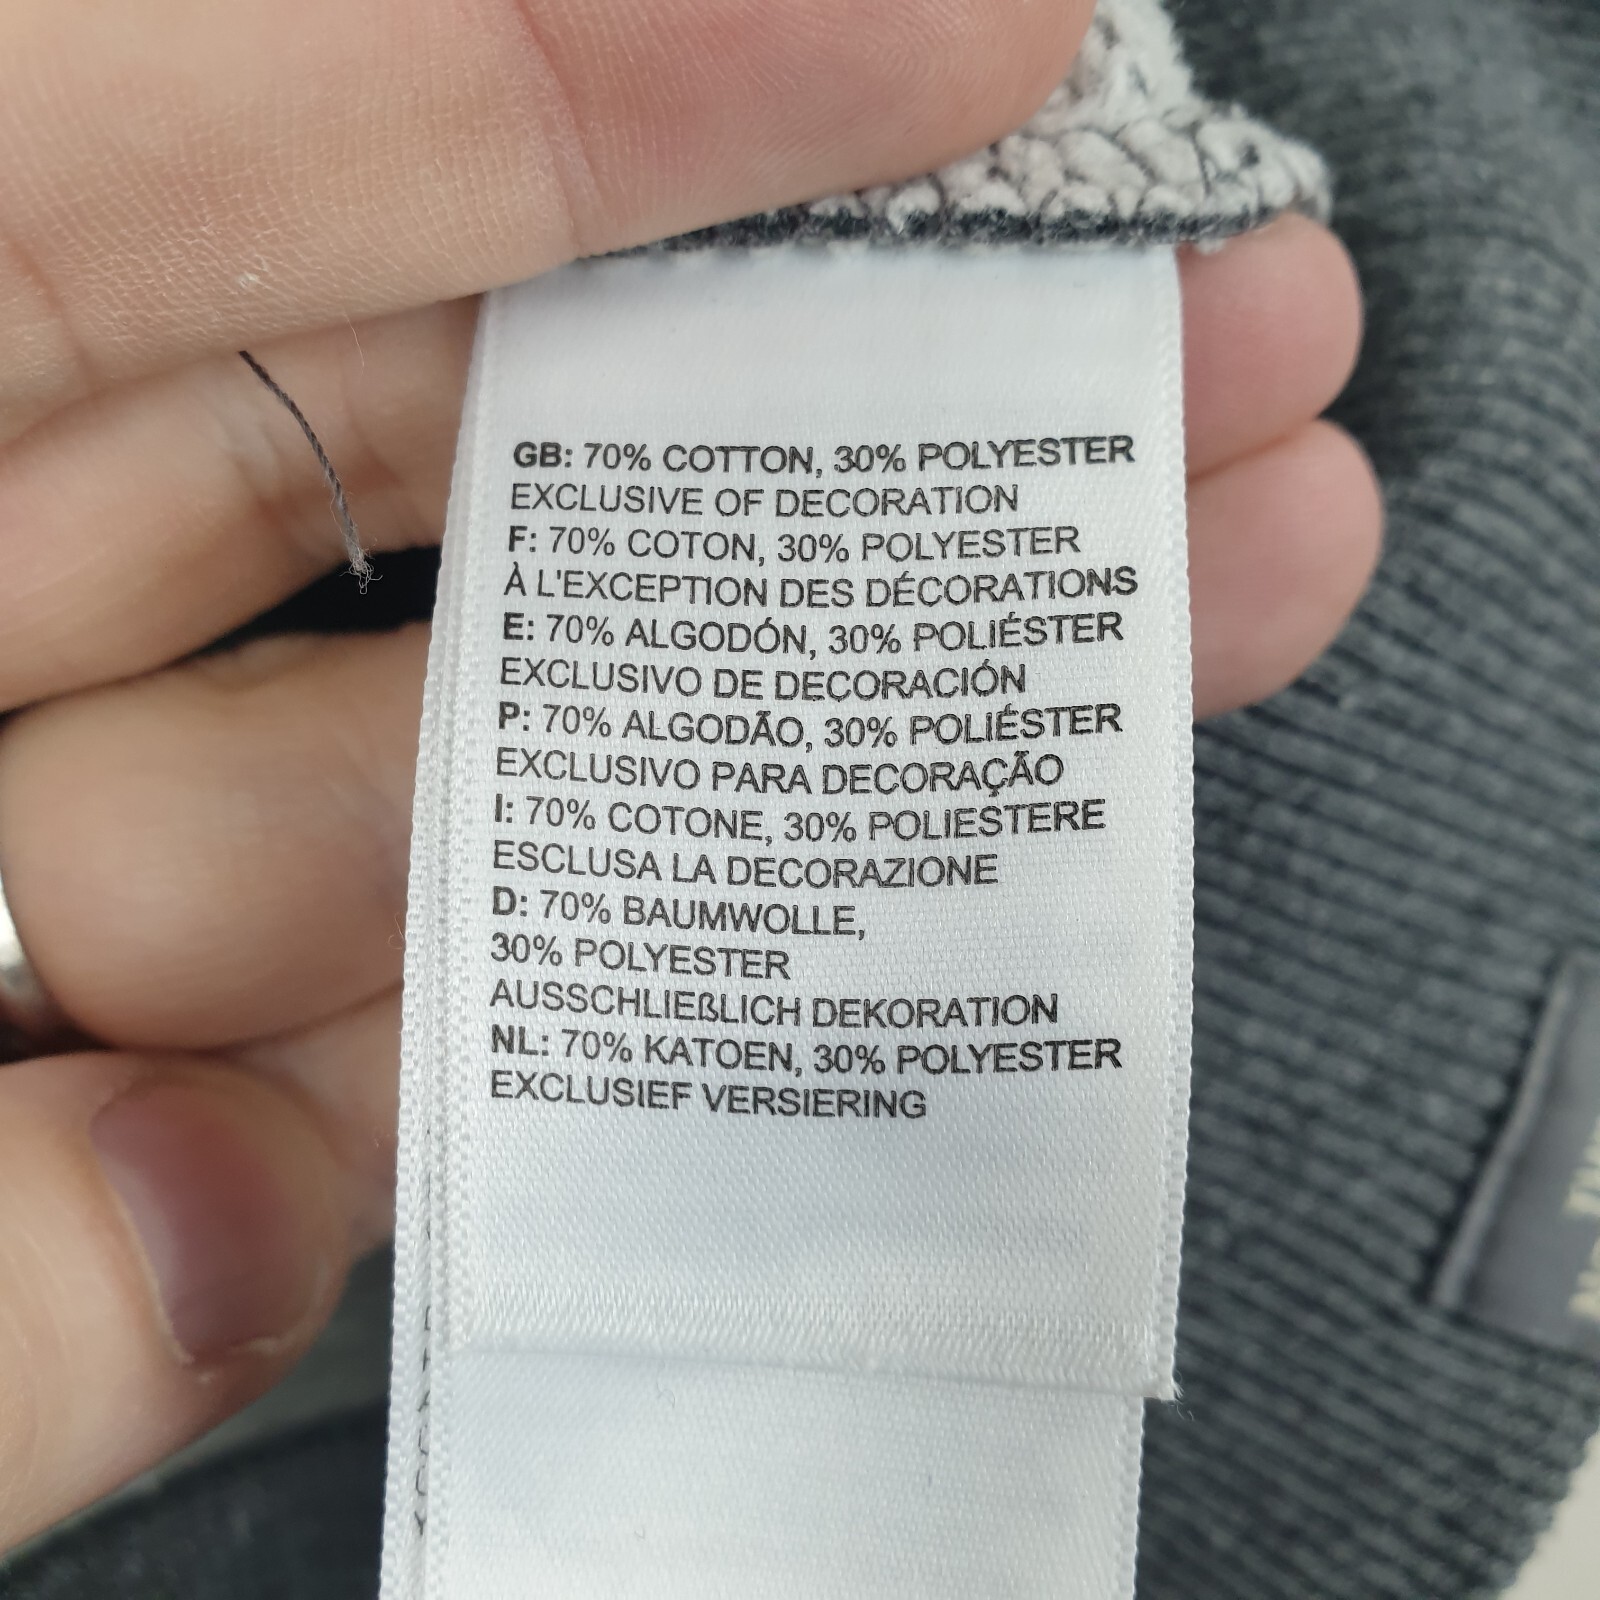 GB: 70% COTTON, 30% POLYESTER
EXCLUSIVE OF DECORATION
F: 70% COTON, 30% POLYESTER
À L'EXCEPTION DES DÉCORATIONS
E: 70% ALGODÓN, 30% POLIÉSTER
EXCLUSIVO DE DECORACIÓN
P: 70% ALGODÃO, 30% POLIÉSTER
EXCLUSIVO PARA DECORAÇÃO
I: 70% COTONE, 30% POLIESTERE
ESCLUSA LA DECORAZIONE
D: 70% BAUMWOLLE,
30% POLYESTER
AUSSCHLIEßLICH DEKORATION
NL: 70% KATOEN, 30% POLYESTER
EXCLUSIEF VERSIERING